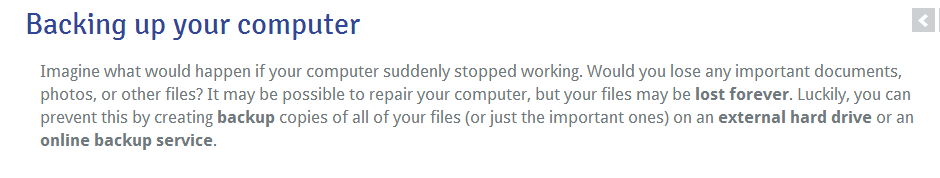 Backing up your computer
Imagine what would happen if your computer suddenly stopped working. Would you lose any important documents,
photos, or other files? It may be possible to repair your computer, but your files may be lost forever. Luckily, you can
prevent this by creating backup copies of all of your files (or just the important ones) on an external hard drive or an
online backup service.